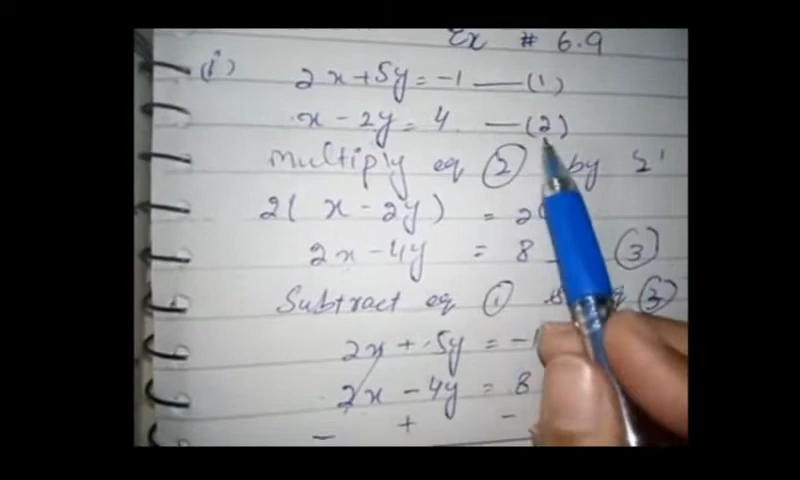 Ex # 6.9
(i) 2x+5y=-1 —(1)
x-2y=4 —(2)
Multiply eq ② by 2'
2(x-2y) = 2(
2x-4y = 8 ③
Subtract eq ① ③
2x+5y=-1
2x-4y=8
- + -